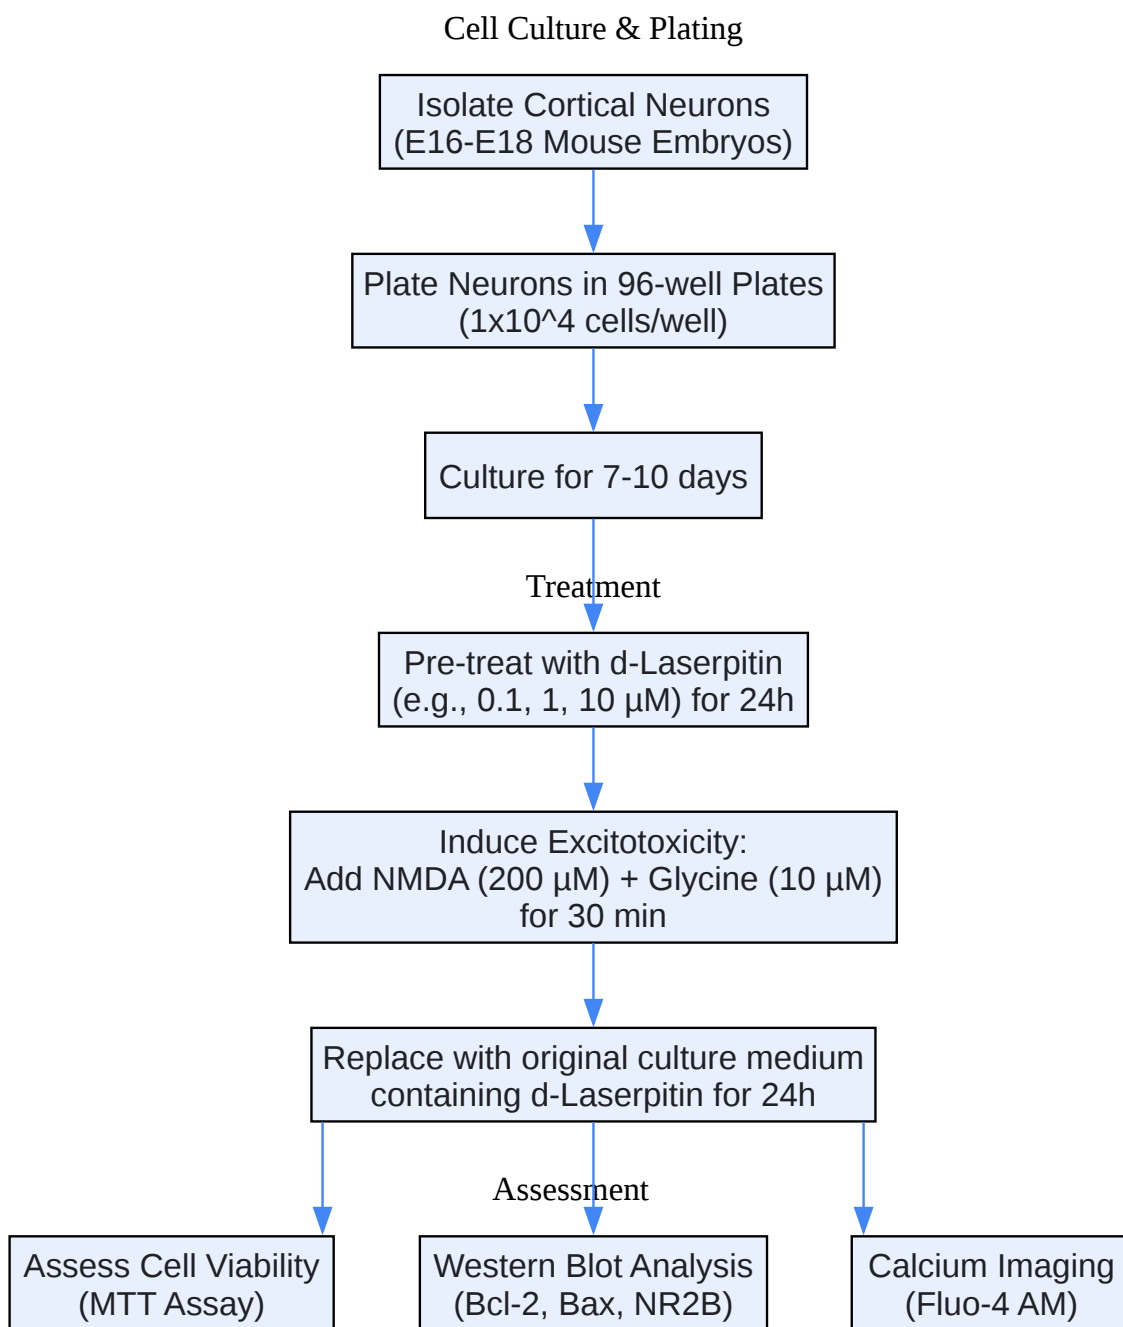 Cell Culture & Plating
Isolate Cortical Neurons
(E16-E18 Mouse Embryos)
Plate Neurons in 96-well Plates
(1x10^4 cells/well)
Culture for 7-10 days
Treatment
Pre-treat with d-Laserpitin
(e.g., 0.1, 1, 10 µM) for 24h
Induce Excitotoxicity:
Add NMDA (200 µM) + Glycine (10 µM)
for 30 min
Replace with original culture medium
containing d-Laserpitin for 24h
Assessment
Assess Cell Viability
(MTT Assay)
Western Blot Analysis
(Bcl-2, Bax, NR2B)
Calcium Imaging
(Fluo-4 AM)